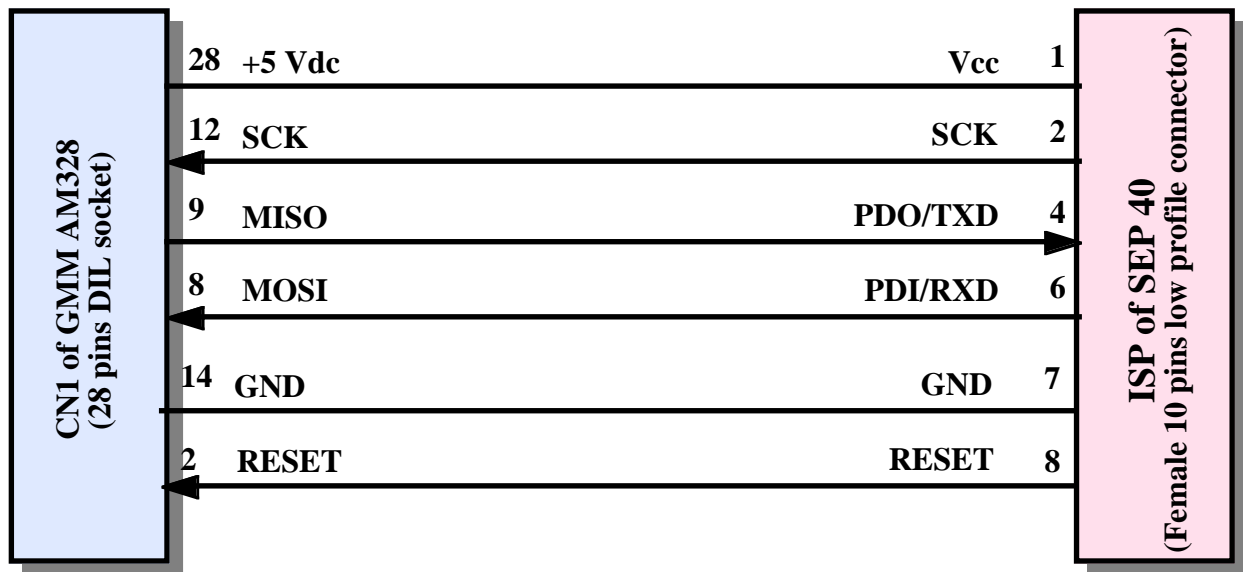 CN1 of GMM AM328
(28 pins DIL socket)
28 +5 Vdc Vcc 1
12 SCK SCK 2
9 MISO PDO/TXD 4
8 MOSI PDI/RXD 6
14 GND GND 7
2 RESET RESET 8
ISP of SEP 40
(Female 10 pins low profile connector)